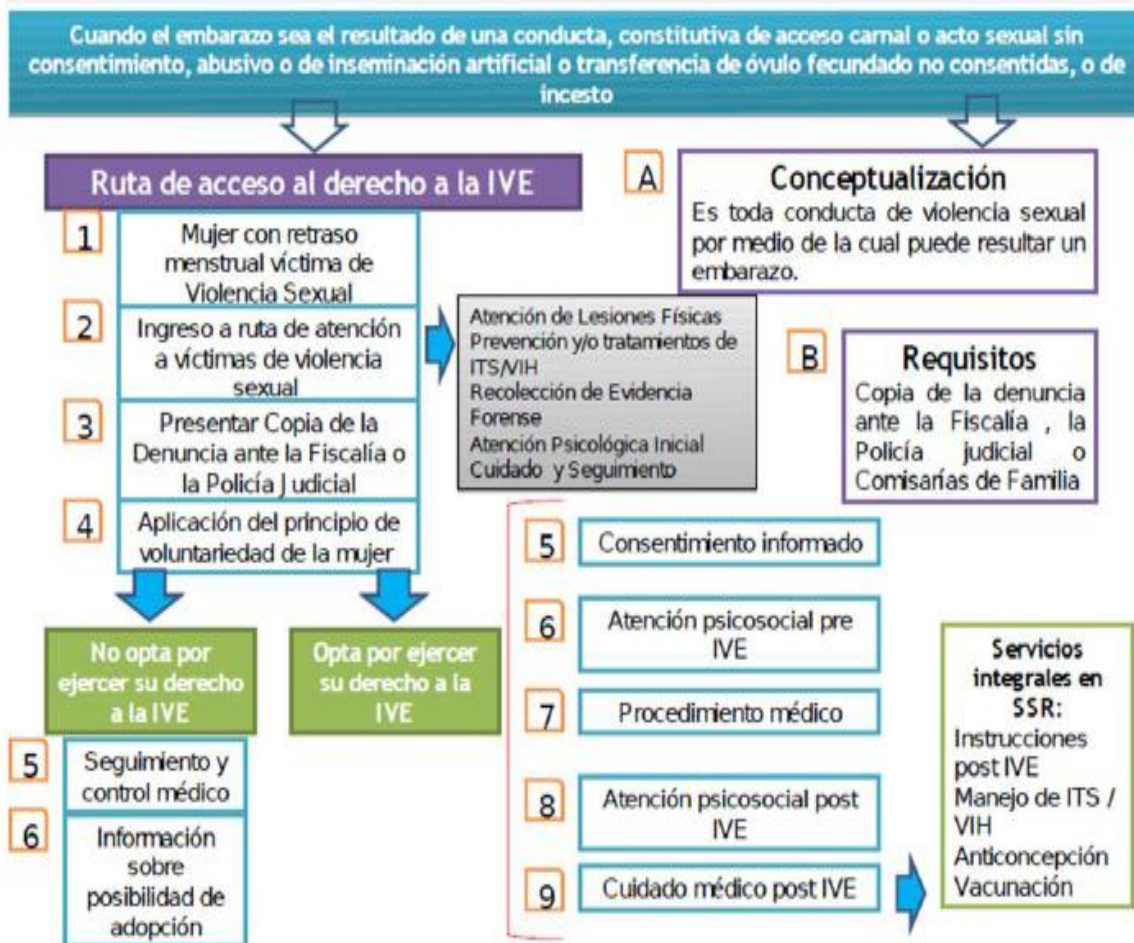 Cuando el embarazo sea el resultado de una conducta, constitutiva de acceso carnal o acto sexual sin
consentimiento, abusivo o de inseminación artificial o transferencia de óvulo fecundado no consentidas, o de
incesto
Ruta de acceso al derecho a la IVE
1
Mujer con retraso
menstrual víctima de
Violencia Sexual
2
Ingreso a ruta de atención
a víctimas de violencia
sexual
Atención de Lesiones Físicas
Prevención y/o tratamientos de
ITS/VIH
Recolección de Evidencia
Forense
Atención Psicológica Inicial
Cuidado y Seguimiento
3
Presentar Copia de la
Denuncia ante la Fiscalía o
la Policía Judicial
4
Aplicación del principio de
voluntariedad de la mujer
No opta por
ejercer su derecho
a la IVE
5
Seguimiento y
control médico
6
Información
sobre
posibilidad de
adopción
Opta por ejercer
su derecho a la
IVE
5
Consentimiento informado
6
Atención psicosocial pre
IVE
7
Procedimiento médico
8
Atención psicosocial post
IVE
9
Cuidado médico post IVE
Servicios
integrales en
SSR:
Instrucciones
post IVE
Manejo de ITS /
VIH
Anticoncepción
Vacunación
A
Conceptualización
Es toda conducta de violencia sexual
por medio de la cual puede resultar un
embarazo.
B
Requisitos
Copia de la denuncia
ante la Fiscalía , la
Policía judicial o
Comisarías de Familia